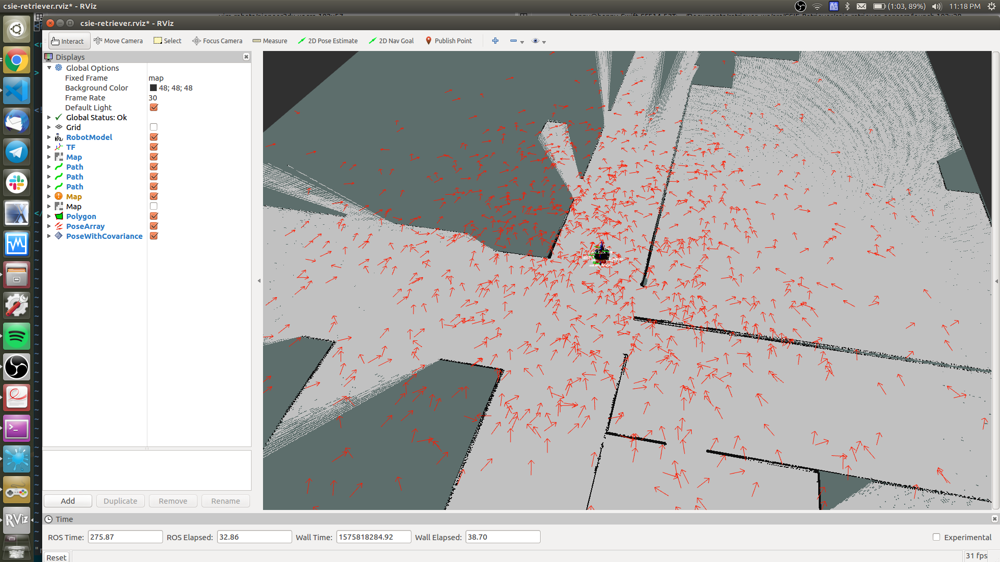 csie-retriever.rviz* - RViz
(1:03, 89%)
11:18 PM
csie-retriever.rviz* - RViz
Interact
Move Camera
Select
Focus Camera
Measure
2D Pose Estimate
2D Nav Goal
Publish Point
Displays
Global Options
Fixed Frame map
Background Color 48; 48; 48
Frame Rate 30
Default Light
Global Status: Ok
Grid
RobotModel
TF
Map
Path
Path
Path
Map
Map
Polygon
PoseArray
PoseWithCovariance
Add
Duplicate
Remove
Rename
RViz
Time
ROS Time: 275.87
ROS Elapsed: 32.86
Wall Time: 1575818284.92
Wall Elapsed: 38.70
Experimental
Reset
31 fps